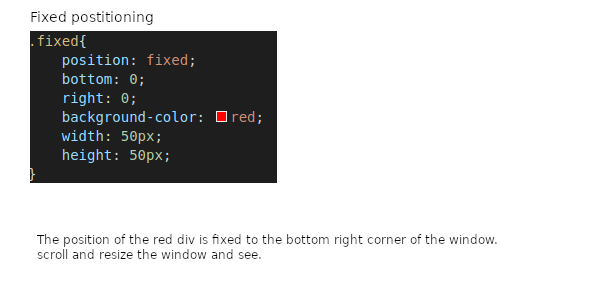 Fixed postitioning
.fixed{
    position: fixed;
    bottom: 0;
    right: 0;
    background-color: red;
    width: 50px;
    height: 50px;
}
The position of the red div is fixed to the bottom right corner of the window.
scroll and resize the window and see.